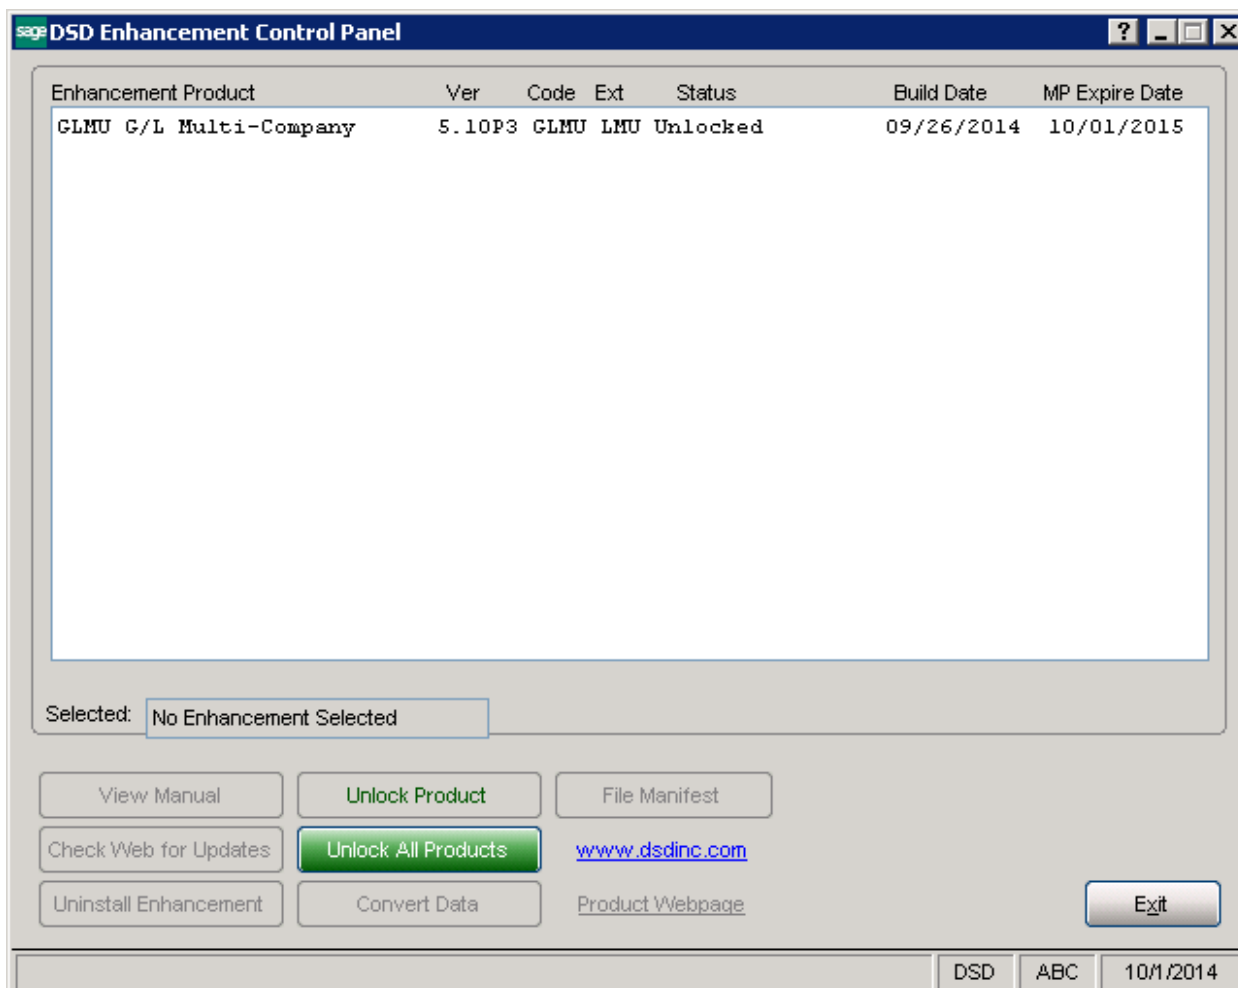 sage DSD Enhancement Control Panel
Enhancement Product Ver Code Ext Status Build Date MP Expire Date
GLMU G/L Multi-Company 5.10P3 GLMU LMU Unlocked 09/26/2014 10/01/2015
Selected: No Enhancement Selected
View Manual Unlock Product File Manifest
Check Web for Updates Unlock All Products www.dsdinc.com
Uninstall Enhancement Convert Data Product Webpage Exit
DSD ABC 10/1/2014